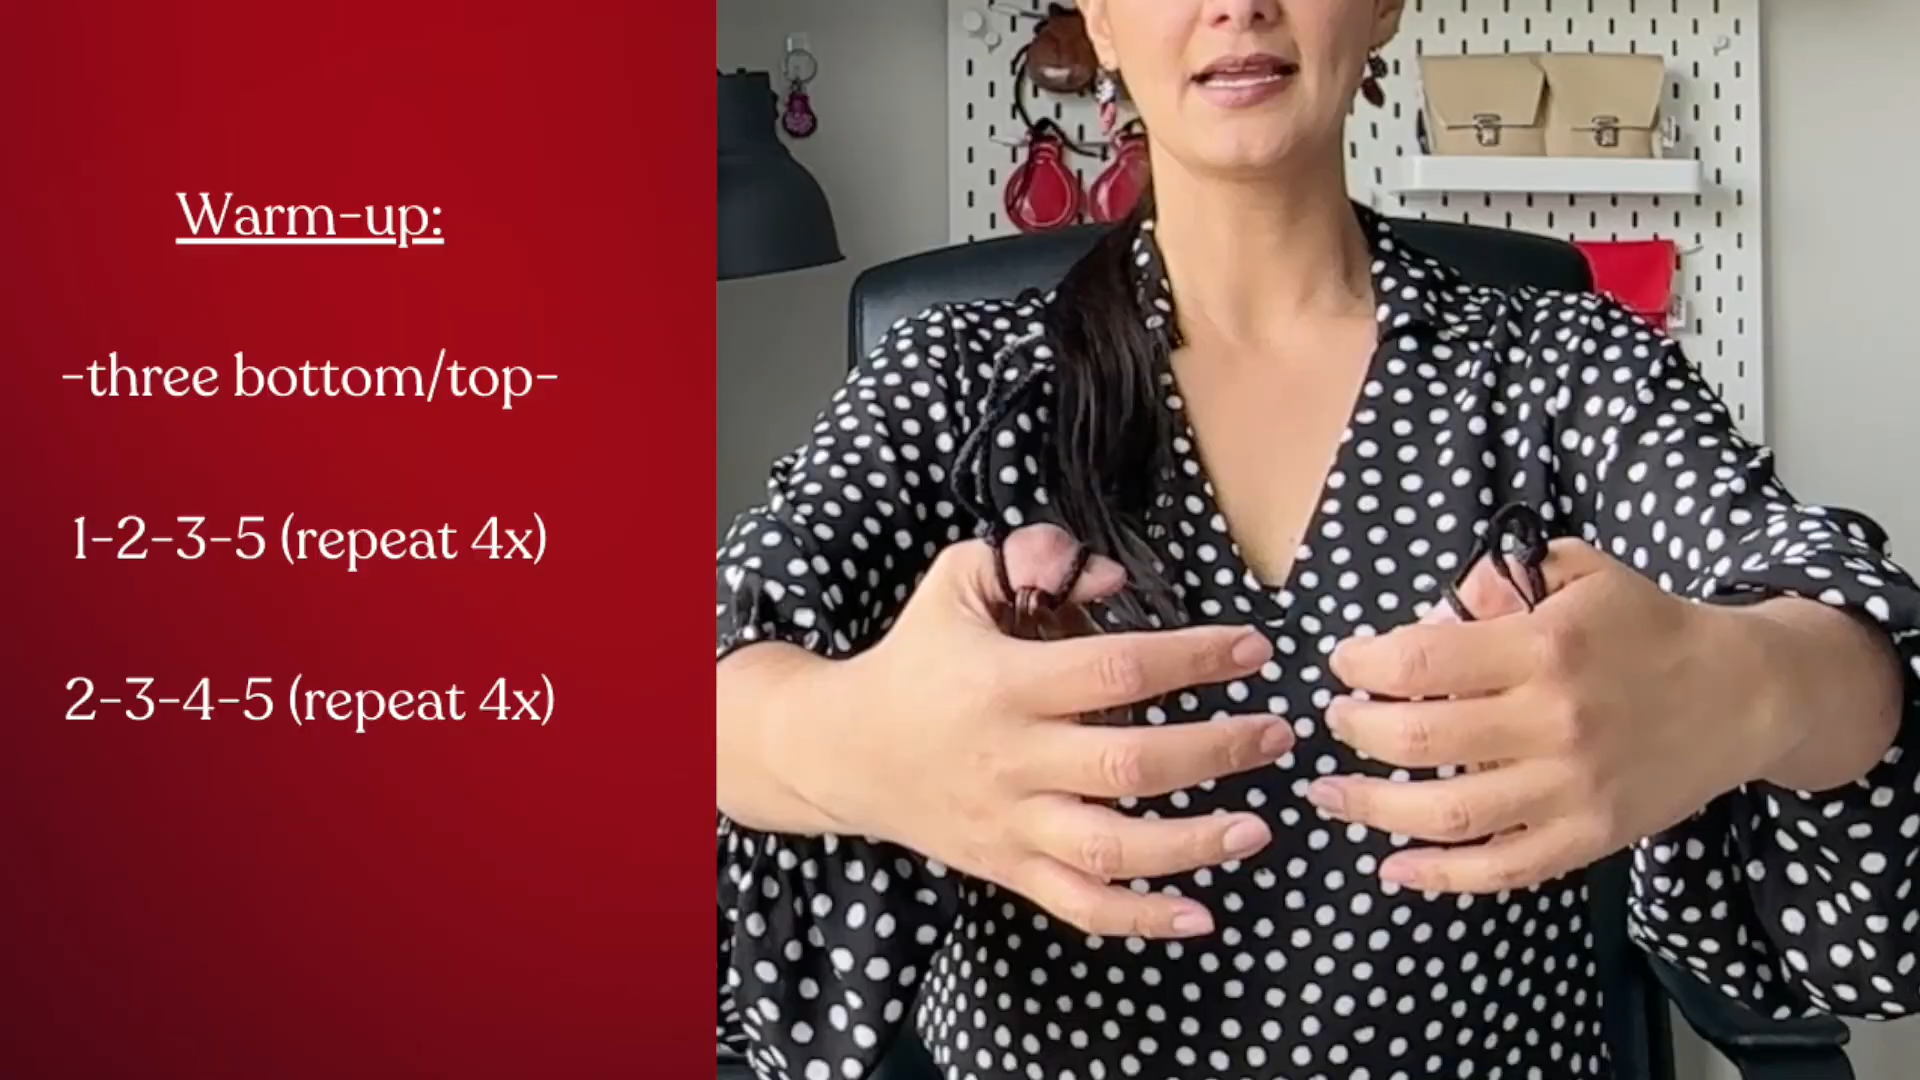 Warm-up:
-three bottom/top-
1-2-3-5 (repeat 4x)
2-3-4-5 (repeat 4x)